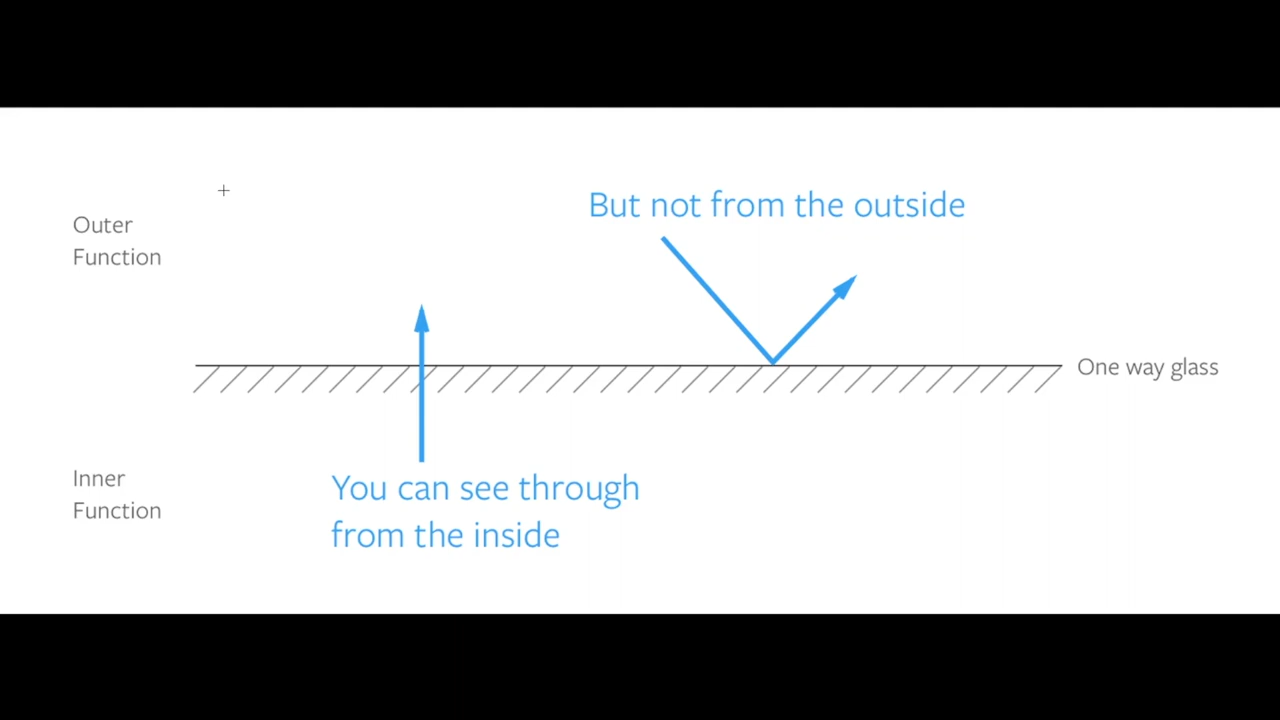 Outer
Function
But not from the outside
One way glass
Inner
Function
You can see through
from the inside